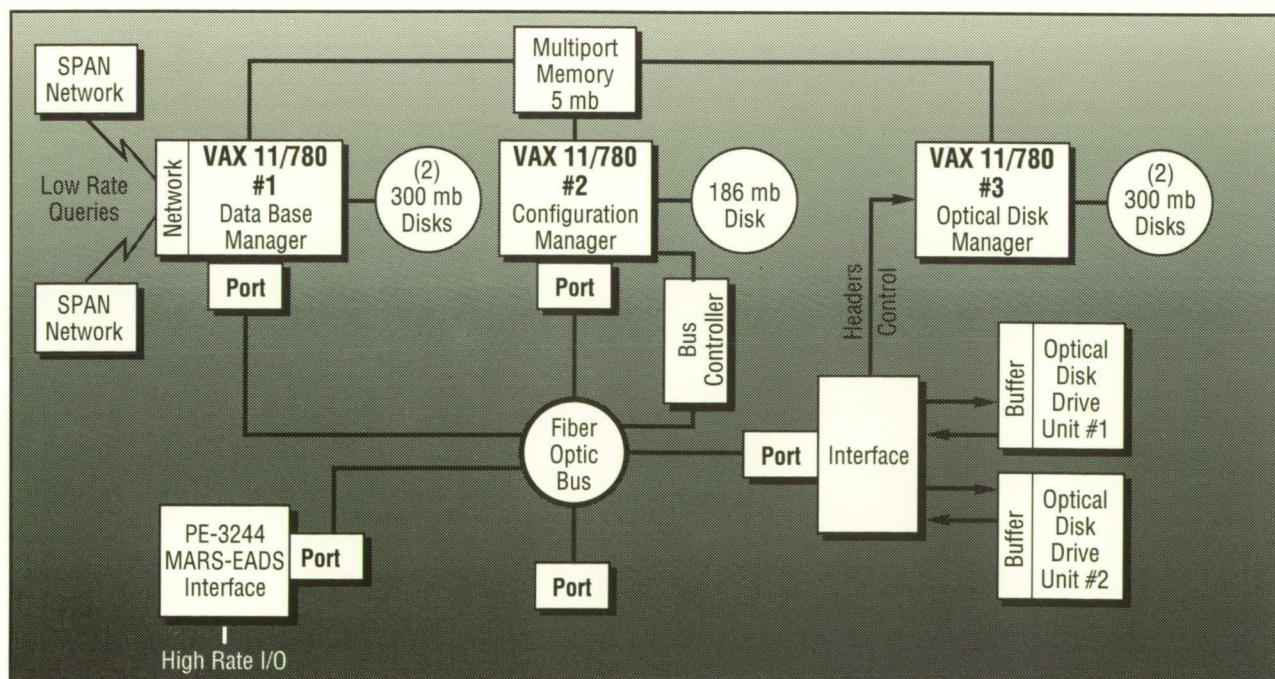 SPAN
Network
Low Rate
Queries
SPAN
Network
Multiport
Memory
5 mb
Network
VAX 11/780
#1
Data Base
Manager
Port
(2)
300 mb
Disks
VAX 11/780
#2
Configuration
Manager
Port
186 mb
Disk
Bus
Controller
VAX 11/780
#3
Optical Disk
Manager
(2)
300 mb
Disks
Headers
Control
Fiber
Optic
Bus
Port
Interface
Buffer
Optical
Disk
Drive
Unit #1
Buffer
Optical
Disk
Drive
Unit #2
PE-3244
MARS-EADS
Interface
Port
High Rate I/O
Port